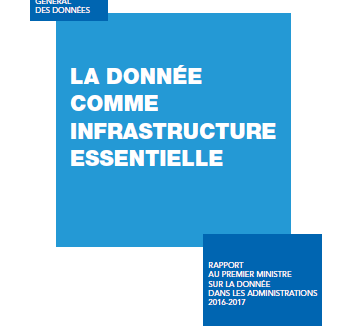 GÉNÉRAL
DES DONNÉES
LA DONNÉE
COMME
INFRASTRUCTURE
ESSENTIELLE
RAPPORT
AU PREMIER MINISTRE
SUR LA DONNÉE
DANS LES ADMINISTRATIONS
2016-2017